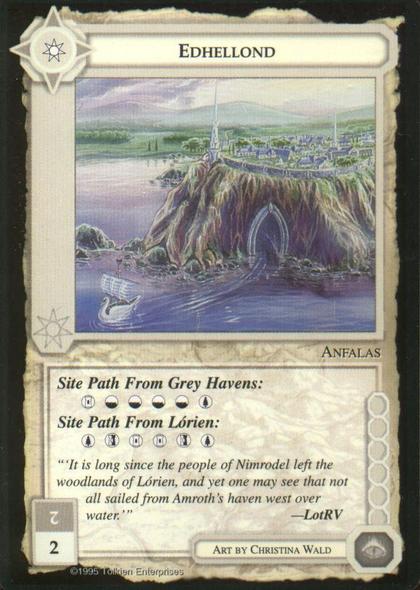 EDHELLOND
ANFALAS
Site Path From Grey Havens:
Site Path From Lórien:
“‘It is long since the people of Nimrodel left the
woodlands of Lórien, and yet one may see that not
all sailed from Amroth's haven west over
water.’”
—LotRV
2
2
ART BY CHRISTINA WALD
©1995 Tolkien Enterprises